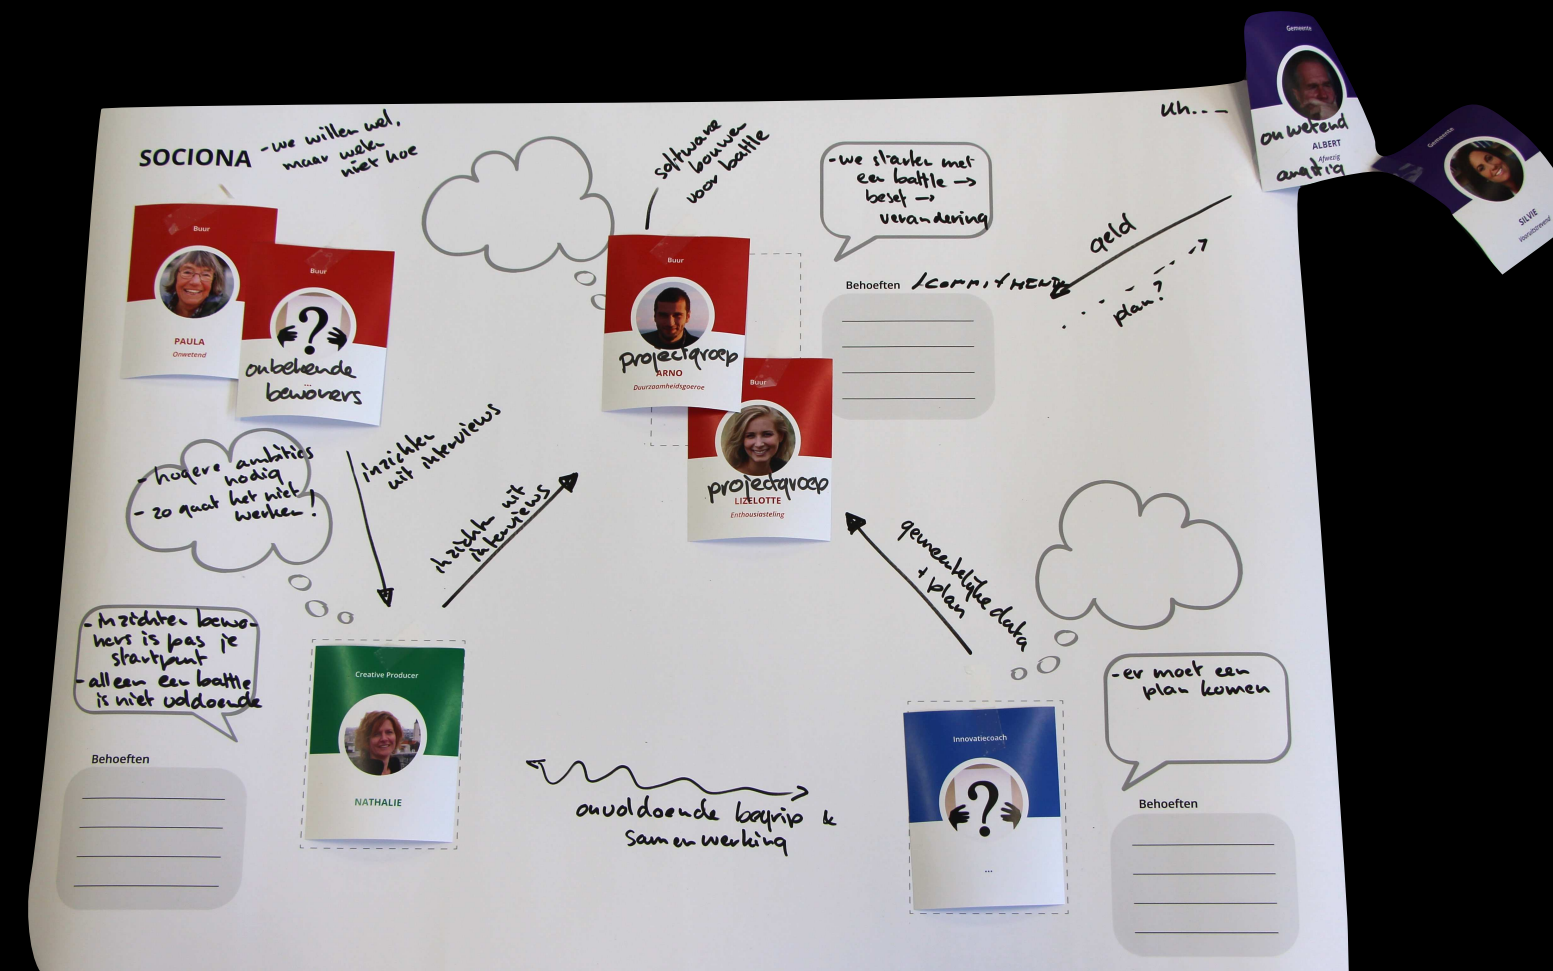 SOCIONA
-we willen wel,
maar weten
niet hoe
software
bouwen
voor battle
-we starten met
een battle →
besef →
verandering
uh...
Gemeente
onwetend
ALBERT
Afwezig
angstig
Gemeente
SILVIE
Vooruitstrevend
Buur
PAULA
Onwetend
Buur
onbekende
...
bewoners
Buur
projectgroep
ARNO
Duurzaamheidsgoeroe
Buur
projectgroep
LIZELOTTE
Enthousiasteling
Behoeften /COMMITMENT
geld
plan?
- hogere ambities
nodig
- zo gaat het niet
werken!
inzichten
uit interviews
inzichten uit
interviews
gemeentelijke data
+ plan
- inzichten bewo-
ners is pas je
startpunt
- alleen een battle
is niet voldoende
Behoeften
Creative Producer
NATHALIE
onvoldoende begrip &
samenwerking
Innovatiecoach
...
-er moet een
plan komen
Behoeften